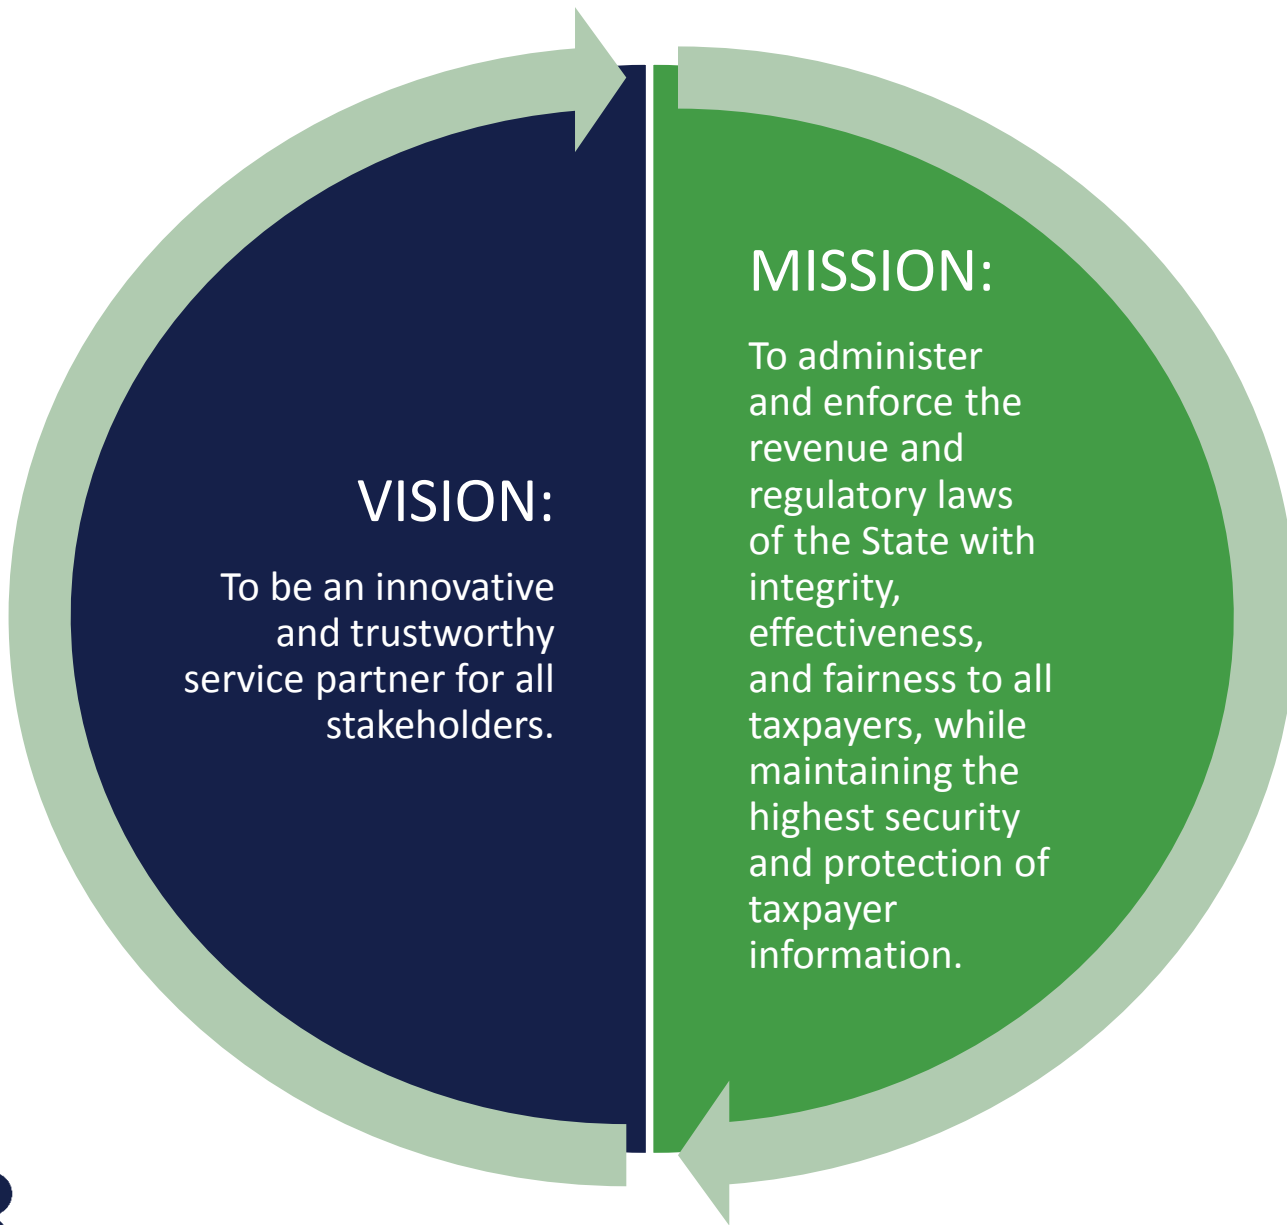 VISION:
To be an innovative
and trustworthy
service partner for all
stakeholders.
MISSION:
To administer
and enforce the
revenue and
regulatory laws
of the State with
integrity,
effectiveness,
and fairness to all
taxpayers, while
maintaining the
highest security
and protection of
taxpayer
information.